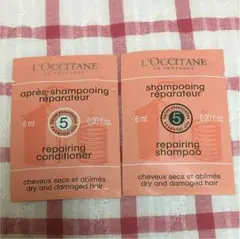 L'OCCITANE
EN PROVENCE
après-shampooing
réparateur
5
6 ml
0.20 fl.oz.
repairing
conditioner
cheveux secs et abîmés
dry and damaged hair
L'OCCITANE
EN PROVENCE
shampooing
réparateur
5
6 ml
0.20 fl.oz.
repairing
shampoo
cheveux secs et abîmés
dry and damaged hair